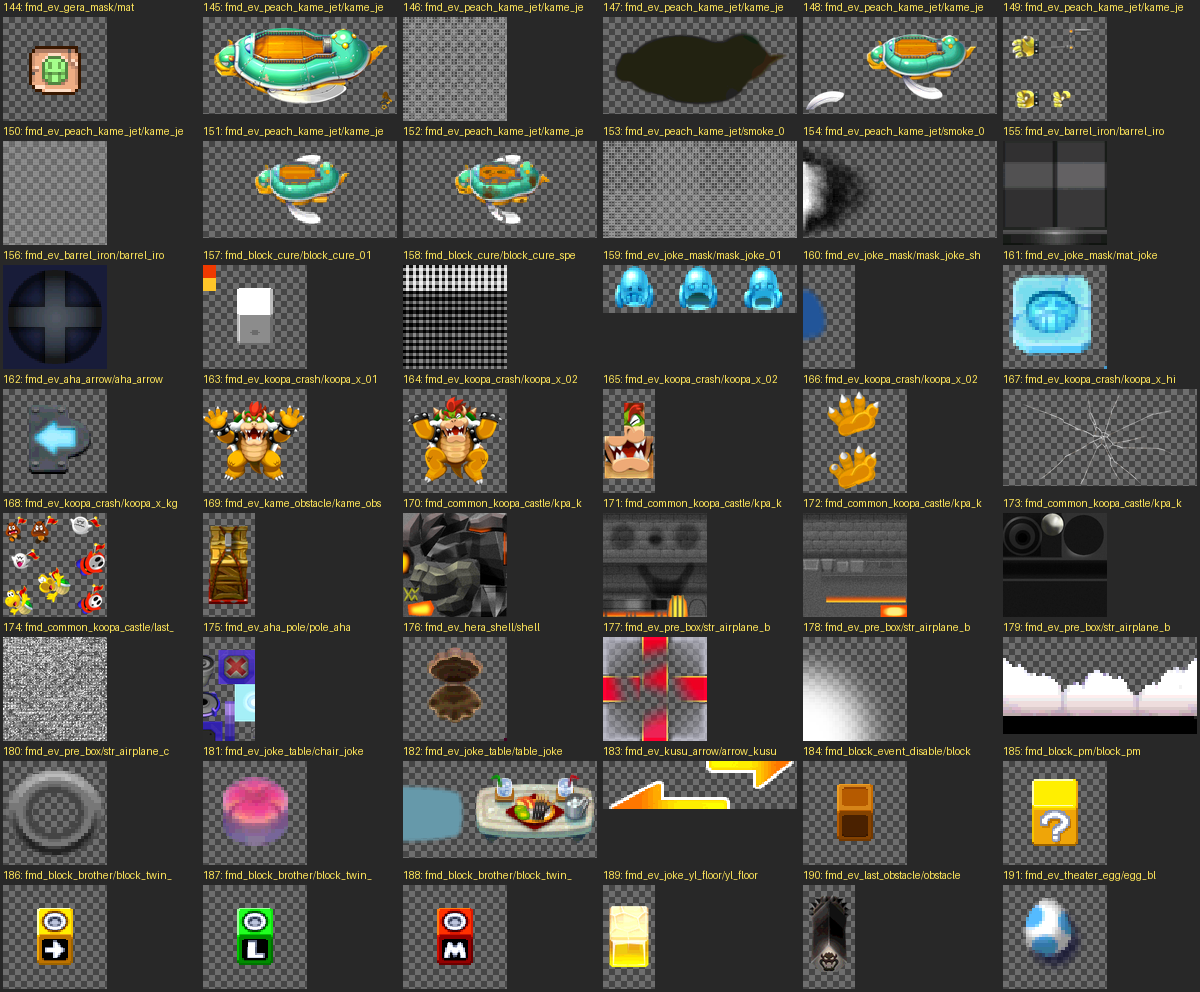 144: fmd_ev_gera_mask/mat
145: fmd_ev_peach_kame_jet/kame_je
146: fmd_ev_peach_kame_jet/kame_je
147: fmd_ev_peach_kame_jet/kame_je
148: fmd_ev_peach_kame_jet/kame_je
149: fmd_ev_peach_kame_jet/kame_je
150: fmd_ev_peach_kame_jet/kame_je
151: fmd_ev_peach_kame_jet/kame_je
152: fmd_ev_peach_kame_jet/kame_je
153: fmd_ev_peach_kame_jet/smoke_0
154: fmd_ev_peach_kame_jet/smoke_0
155: fmd_ev_barrel_iron/barrel_iro
156: fmd_ev_barrel_iron/barrel_iro
157: fmd_block_cure/block_cure_01
158: fmd_block_cure/block_cure_spe
159: fmd_ev_joke_mask/mask_joke_01
160: fmd_ev_joke_mask/mask_joke_sh
161: fmd_ev_joke_mask/mat_joke
162: fmd_ev_aha_arrow/aha_arrow
163: fmd_ev_koopa_crash/koopa_x_01
164: fmd_ev_koopa_crash/koopa_x_02
165: fmd_ev_koopa_crash/koopa_x_02
166: fmd_ev_koopa_crash/koopa_x_02
167: fmd_ev_koopa_crash/koopa_x_hi
168: fmd_ev_koopa_crash/koopa_x_kg
169: fmd_ev_kame_obstacle/kame_obs
170: fmd_common_koopa_castle/kpa_k
171: fmd_common_koopa_castle/kpa_k
172: fmd_common_koopa_castle/kpa_k
173: fmd_common_koopa_castle/kpa_k
174: fmd_common_koopa_castle/last_
175: fmd_ev_aha_pole/pole_aha
176: fmd_ev_hera_shell/shell
177: fmd_ev_pre_box/str_airplane_b
178: fmd_ev_pre_box/str_airplane_b
179: fmd_ev_pre_box/str_airplane_b
180: fmd_ev_pre_box/str_airplane_c
181: fmd_ev_joke_table/chair_joke
182: fmd_ev_joke_table/table_joke
183: fmd_ev_kusu_arrow/arrow_kusu
184: fmd_block_event_disable/block
185: fmd_block_pm/block_pm
?
186: fmd_block_brother/block_twin_
187: fmd_block_brother/block_twin_
188: fmd_block_brother/block_twin_
189: fmd_ev_joke_yl_floor/yl_floor
190: fmd_ev_last_obstacle/obstacle
191: fmd_ev_theater_egg/egg_bl
L
M